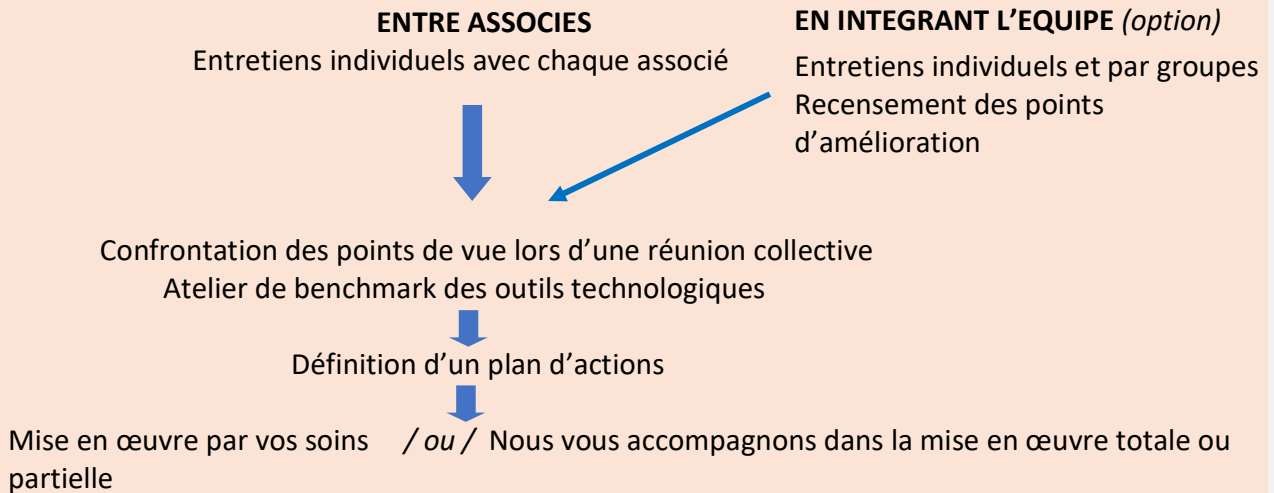 ENTRE ASSOCIES
Entretiens individuels avec chaque associé
EN INTEGRANT L’EQUIPE (option)
Entretiens individuels et par groupes
Recensement des points
d’amélioration
Confrontation des points de vue lors d’une réunion collective
Atelier de benchmark des outils technologiques
Définition d’un plan d’actions
Mise en œuvre par vos soins / ou / Nous vous accompagnons dans la mise en œuvre totale ou
partielle